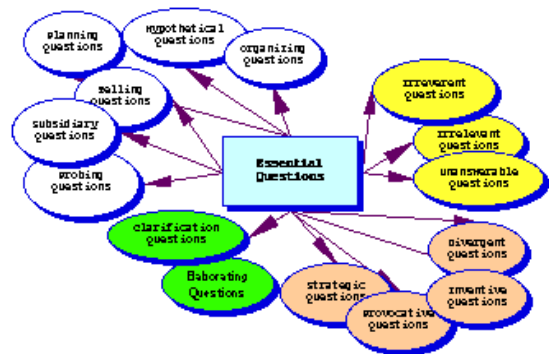 Planning
Questions
Hypothetical
Questions
organizing
Questions
selling
Questions
subsidiary
Questions
Probing
Questions
Essential
Questions
irreverent
Questions
irrelevent
Questions
unanswerable
Questions
clarification
Questions
Elaborating
Questions
strategic
Questions
Provocative
Questions
Divergent
Questions
inventive
Questions